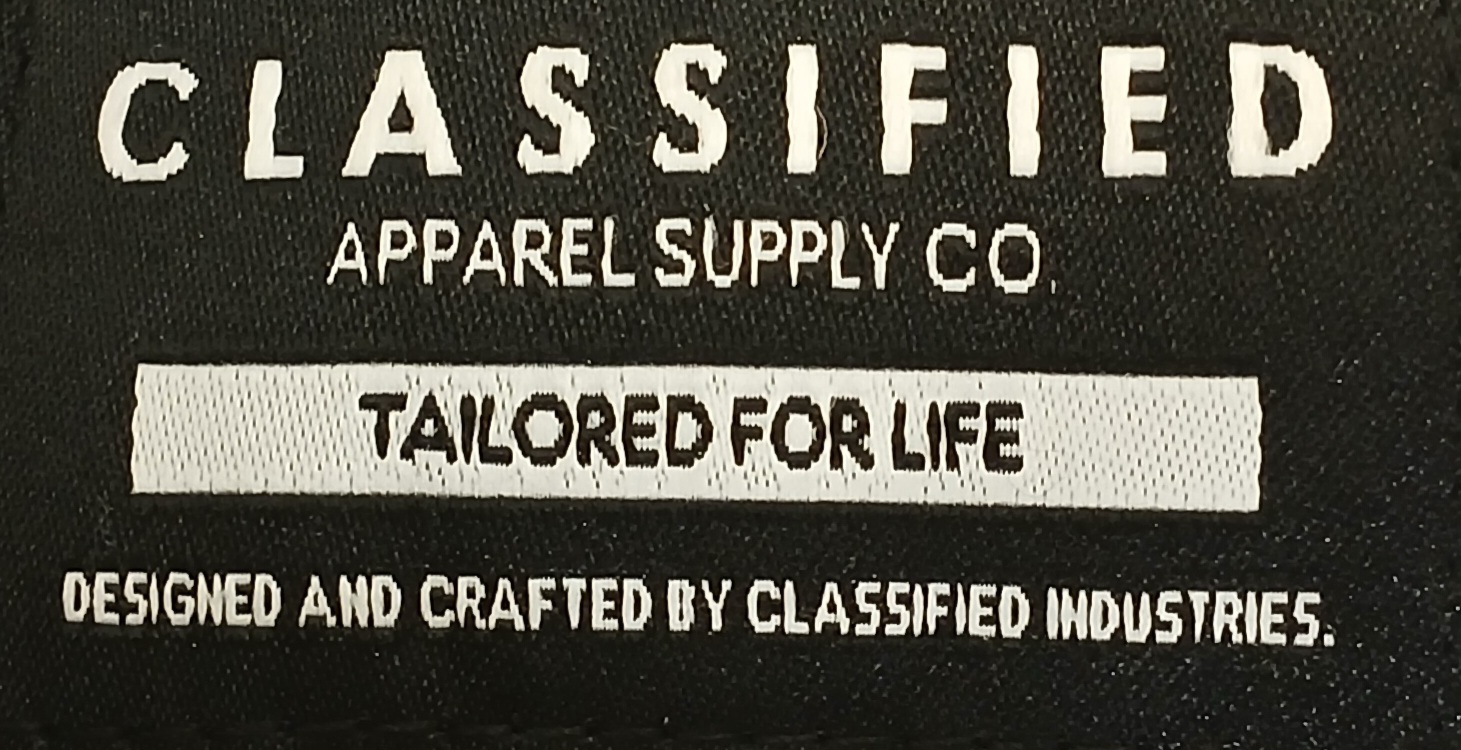 CLASSIFIED
APPAREL SUPPLY CO.
TAILORED FOR LIFE
DESIGNED AND CRAFTED BY CLASSIFIED INDUSTRIES.